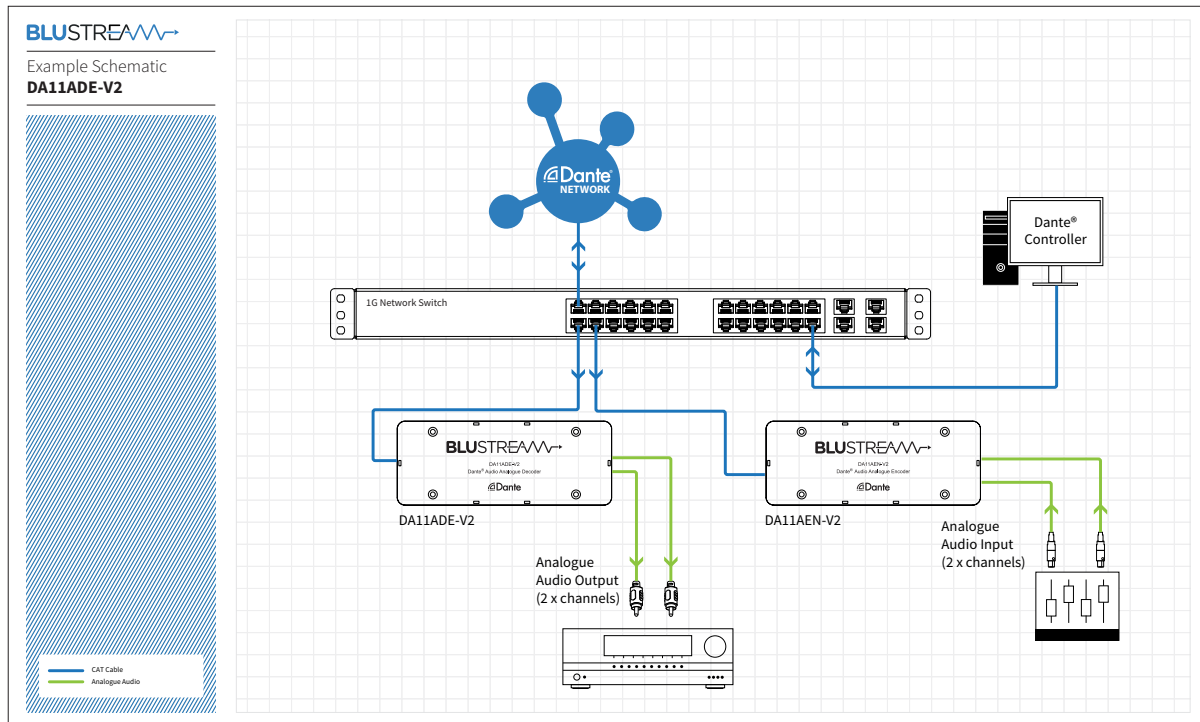 BLUSTREAM
Example Schematic
DA11ADE-V2
Dante®
NETWORK
Dante®
Controller
1G Network Switch
BLUSTREAM
DA11ADE-V2
Dante® Audio Analogue Decoder
Dante
DA11ADE-V2
BLUSTREAM
DA11AEN-V2
Dante® Audio Analogue Encoder
Dante
DA11AEN-V2
Analogue
Audio Output
(2 x channels)
Analogue
Audio Input
(2 x channels)
CAT Cable
Analogue Audio